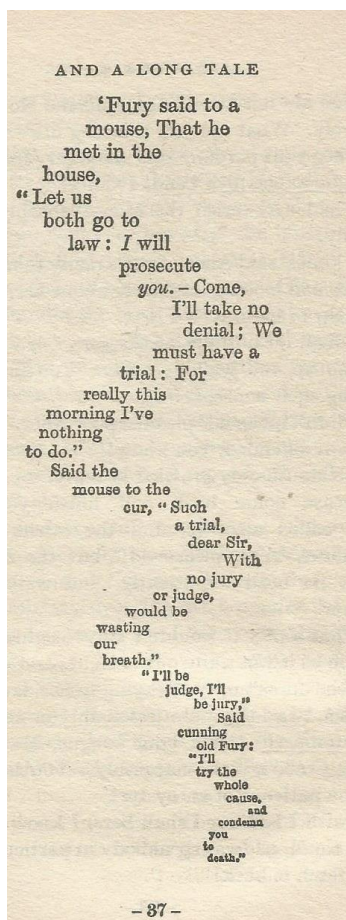 AND A LONG TALE
‘Fury said to a
mouse, That he
met in the
house,
“Let us
both go to
law: I will
prosecute
you.–Come,
I’ll take no
denial; We
must have a
trial: For
really this
morning I’ve
nothing
to do.”
Said the
mouse to the
cur, “Such
a trial,
dear Sir,
With
no jury
or judge,
would be
wasting
our
breath.”
“I’ll be
judge, I’ll
be jury,”
Said
cunning
old Fury:
“I’ll
try the
whole
cause,
and
condemn
you
to
death.”
–37–